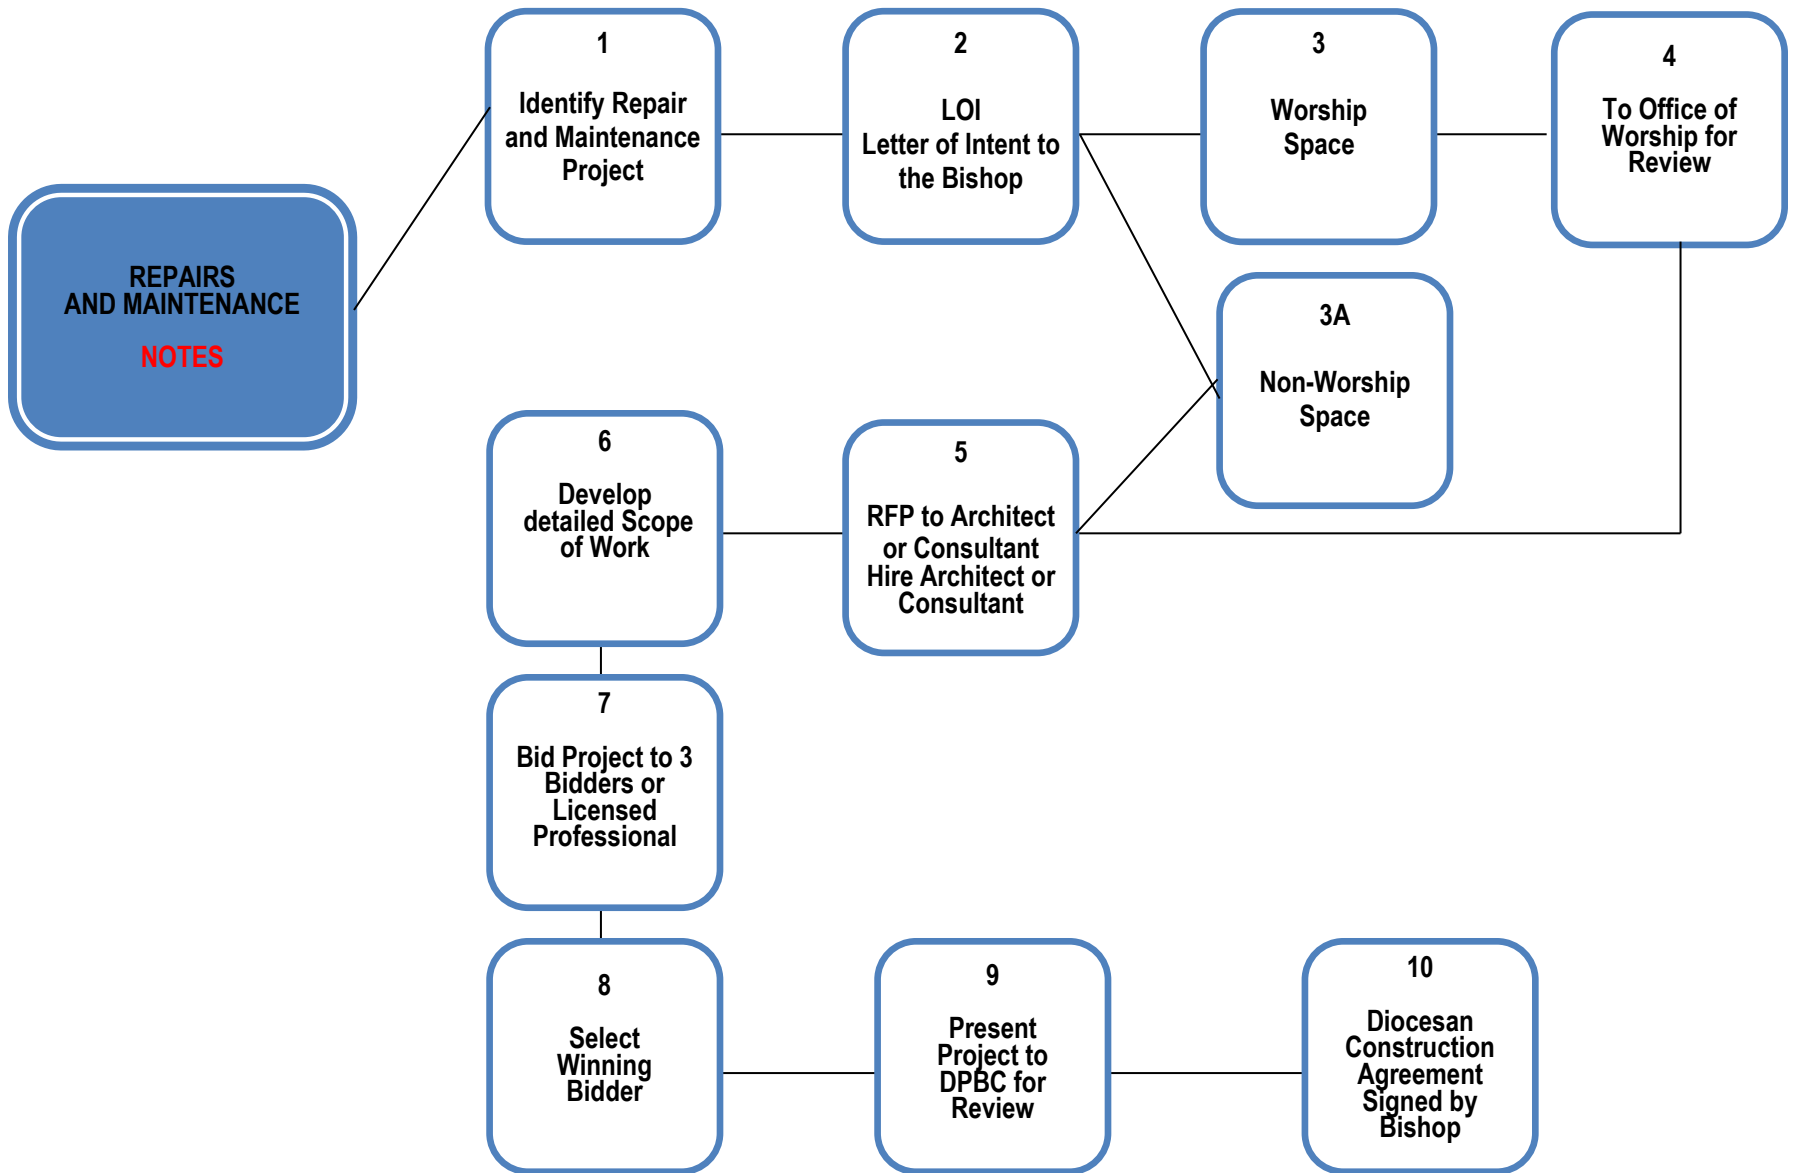 REPAIRS
AND MAINTENANCE
NOTES
1
Identify Repair
and Maintenance
Project
2
LOI
Letter of Intent to
the Bishop
3
Worship
Space
4
To Office of
Worship for
Review
3A
Non-Worship
Space
5
RFP to Architect
or Consultant
Hire Architect or
Consultant
6
Develop
detailed Scope
of Work
7
Bid Project to 3
Bidders or
Licensed
Professional
8
Select
Winning
Bidder
9
Present
Project to
DPBC for
Review
10
Diocesan
Construction
Agreement
Signed by
Bishop